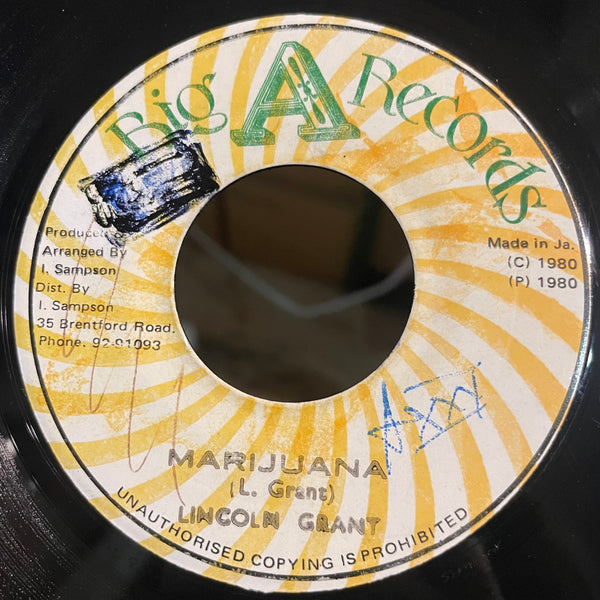 Big A Records
Produced &
Arranged By
I. Sampson
Dist. By
I. Sampson
35 Brentford Road.
Phone. 92-91093
Made in Ja.
(C) 1980
(P) 1980
MARIJUANA
(L. Grant)
LINCOLN GRANT
UNAUTHORISED COPYING IS PROHIBITED